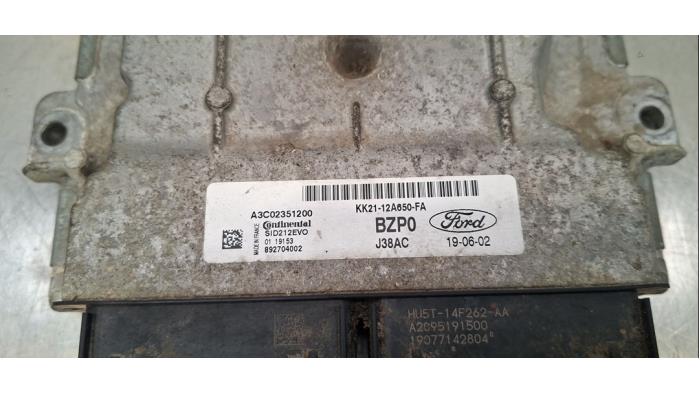 KK21-12A650-FA
A3C02351200
Continental
SID212EVO
01 19153
892704002
MADE IN FRANCE
BZP0
J38AC
Ford
19-06-02
HU5T-14F262-AA
A2C95191500
19077142804